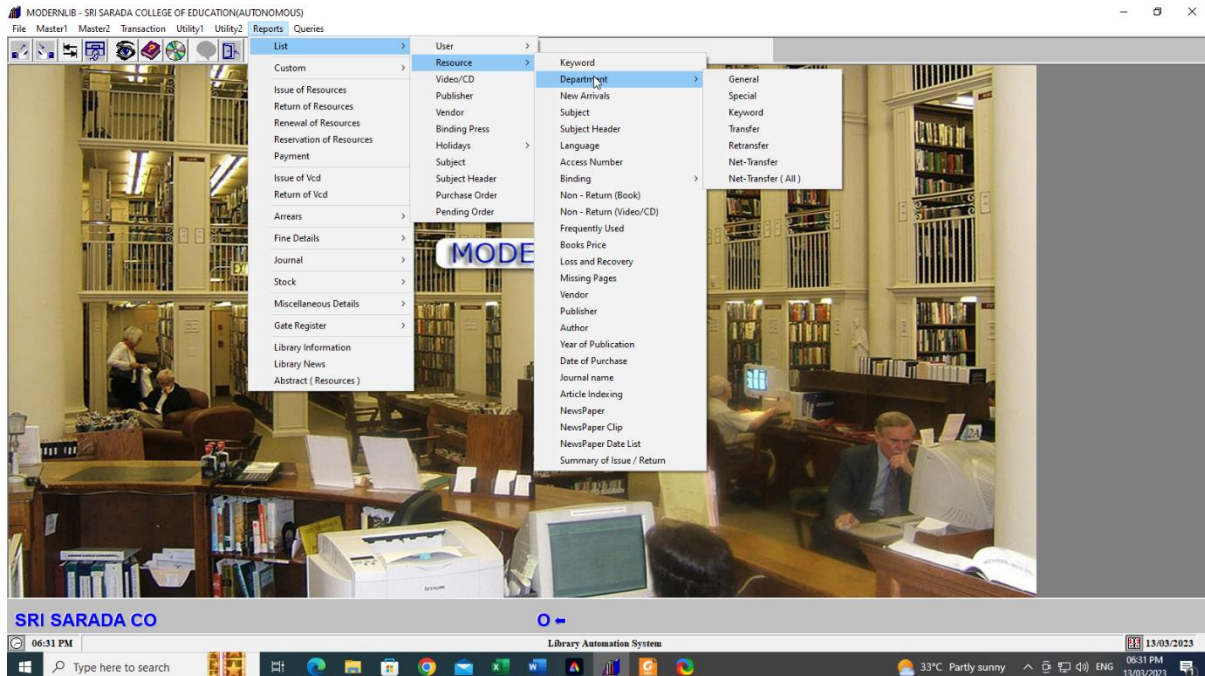 MODERNLIB - SRI SARADA COLLEGE OF EDUCATION(AUTONOMOUS)
File Master1 Master2 Transaction Utility1 Utility2 Reports Queries
List
Custom
Issue of Resources
Return of Resources
Renewal of Resources
Reservation of Resources
Payment
Issue of Vcd
Return of Vcd
Arrears
Fine Details
Journal
Stock
Miscellaneous Details
Gate Register
Library Information
Library News
Abstract ( Resources )
User
Resource
Video/CD
Publisher
Vendor
Binding Press
Holidays
Subject
Subject Header
Purchase Order
Pending Order
Keyword
Department
New Arrivals
Subject
Subject Header
Language
Access Number
Binding
Non - Return (Book)
Non - Return (Video/CD)
Frequently Used
Books Price
Loss and Recovery
Missing Pages
Vendor
Publisher
Author
Year of Publication
Date of Purchase
Journal name
Article Indexing
NewsPaper
NewsPaper Clip
NewsPaper Date List
Summary of Issue / Return
General
Special
Keyword
Transfer
Retransfer
Net-Transfer
Net-Transfer ( All )
MODE
2A
SRI SARADA CO O
06:31 PM Library Automation System 13/03/2023
Type here to search 33°C Partly sunny ENG 06:31 PM
13/03/2023